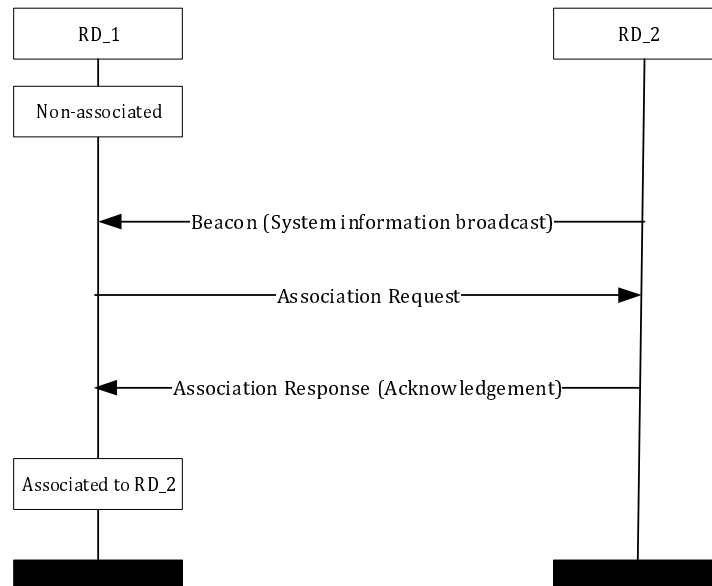 RD_1
RD_2
Non-associated
Beacon (System information broadcast)
Association Request
Association Response (Acknowledgement)
Associated to RD_2